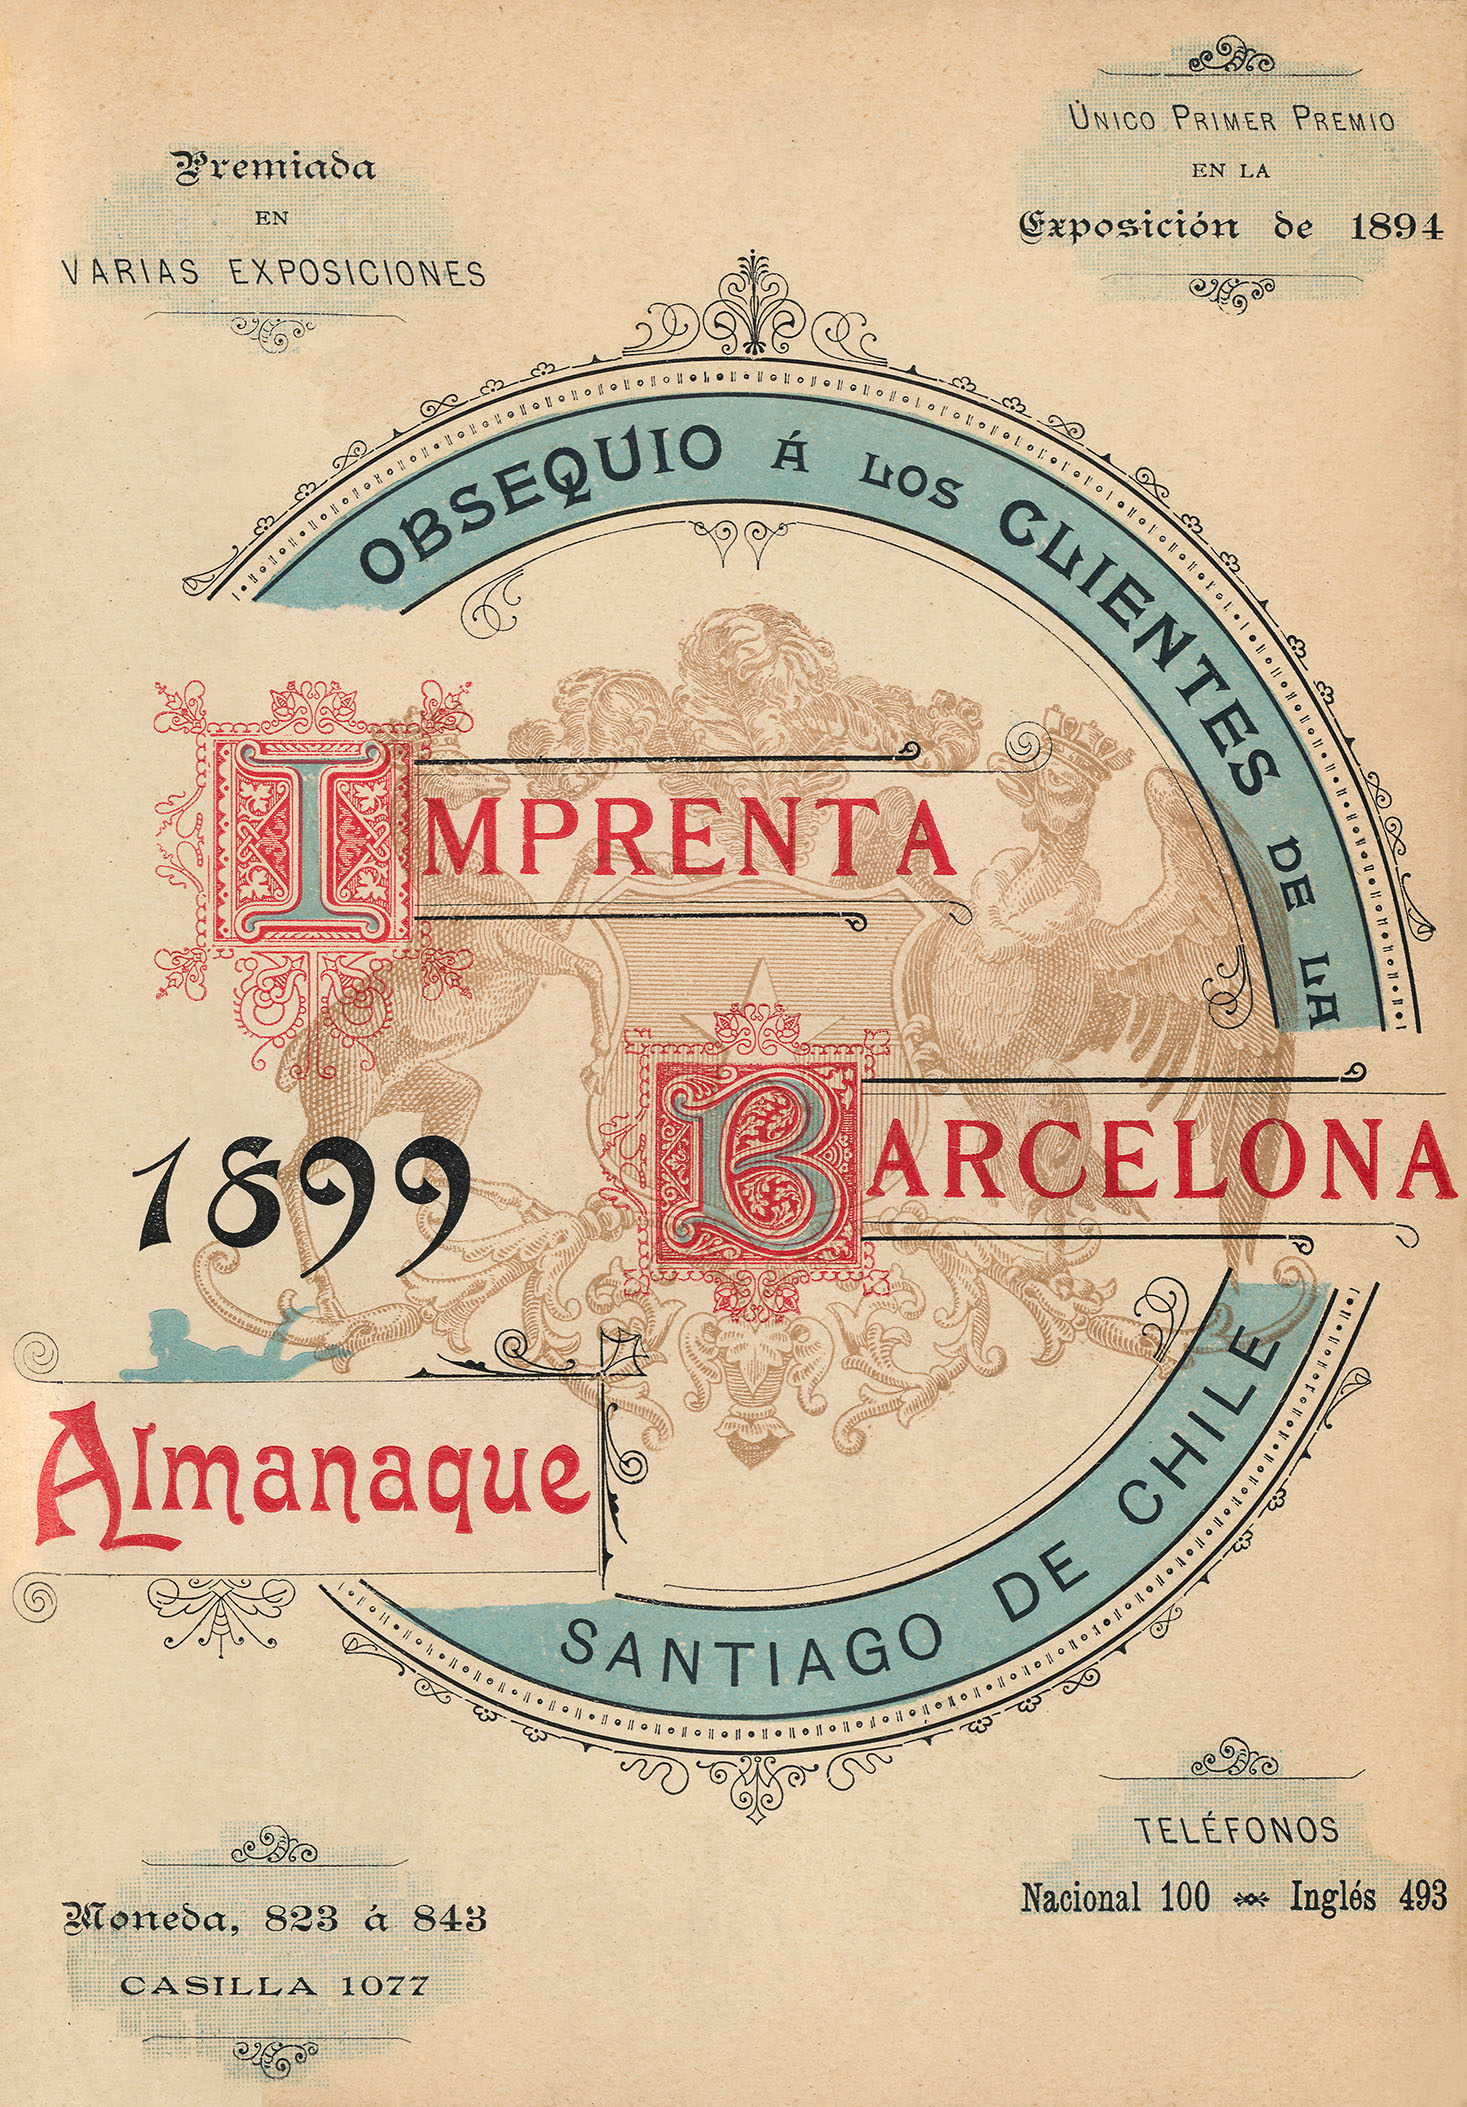 Premiada
EN
VARIAS EXPOSICIONES
ÚNICO PRIMER PREMIO
EN LA
Exposición de 1894
OBSEQUIO Á LOS CLIENTES DE LA
IMPRENTA
BARCELONA
1899
Almanaque
SANTIAGO DE CHILE
Moneda, 823 á 843
CASILLA 1077
TELÉFONOS
Nacional 100 Inglés 493